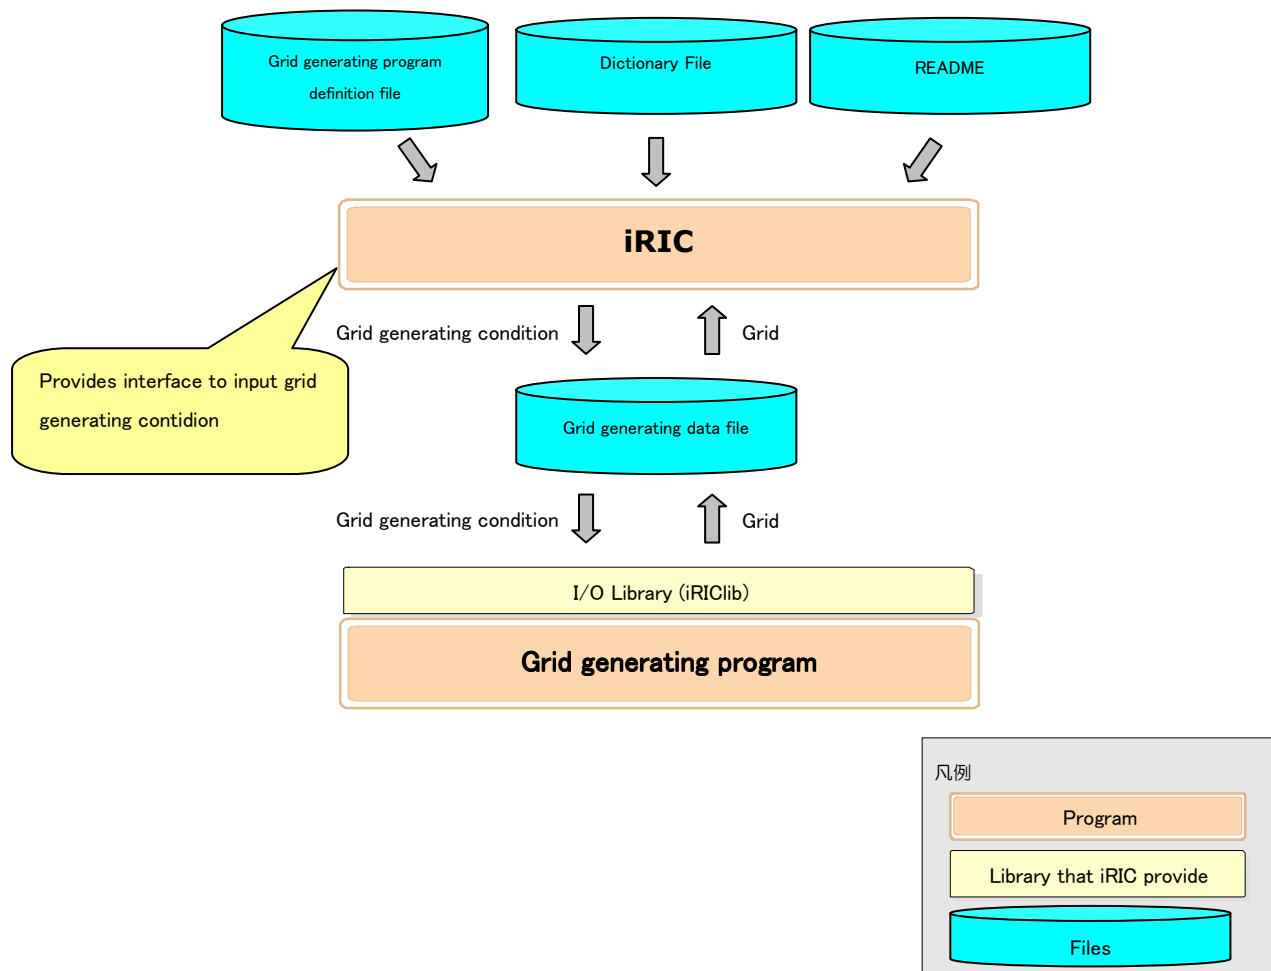 Grid generating program
definition file
Dictionary File
README
iRIC
Grid generating condition
Grid
Provides interface to input grid
generating contidion
Grid generating data file
Grid generating condition
Grid
I/O Library (iRIClib)
Grid generating program
凡例
Program
Library that iRIC provide
Files